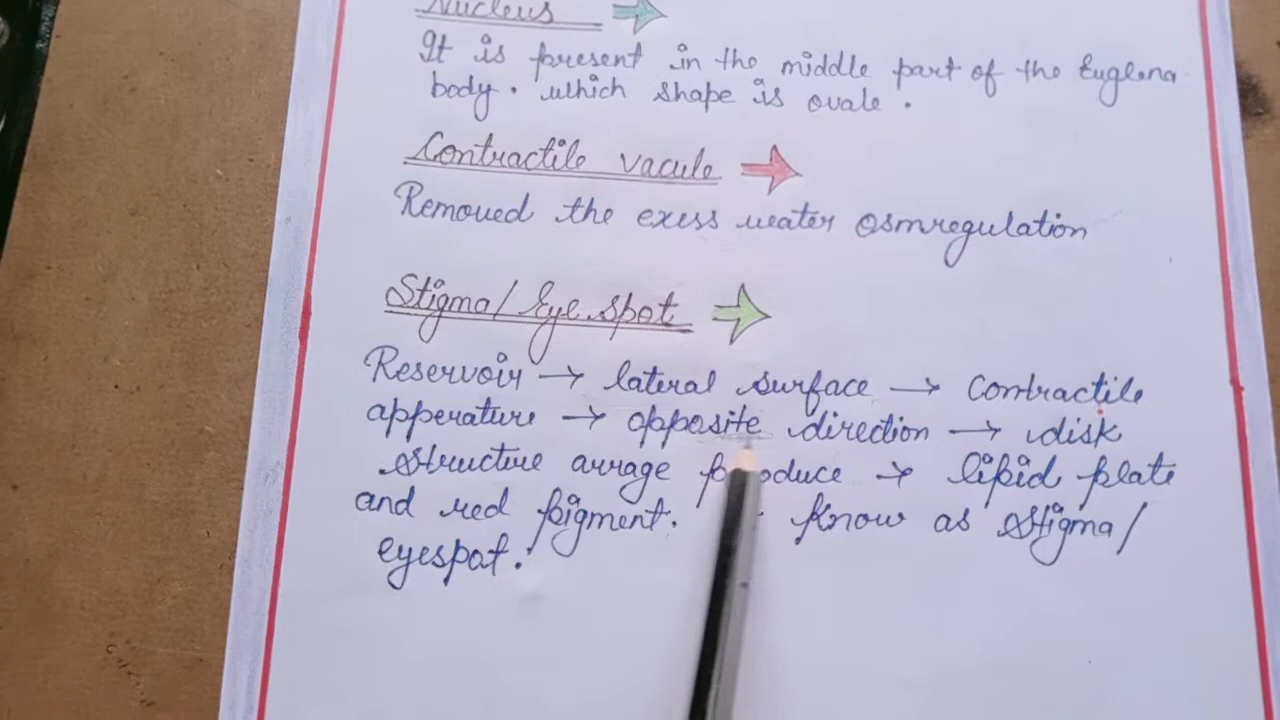 Nucleus
It is present in the middle part of the Euglena
body. which shape is ovale.
Contractile vacule
Removed the exess water osmregulation
Stigma/Eye spot
Reservoir → lateral surface → Contractile
apperature → opposite direction → disk
structure arrage produce → lipid plate
and red pigment. Know as stigma/
eyespot.